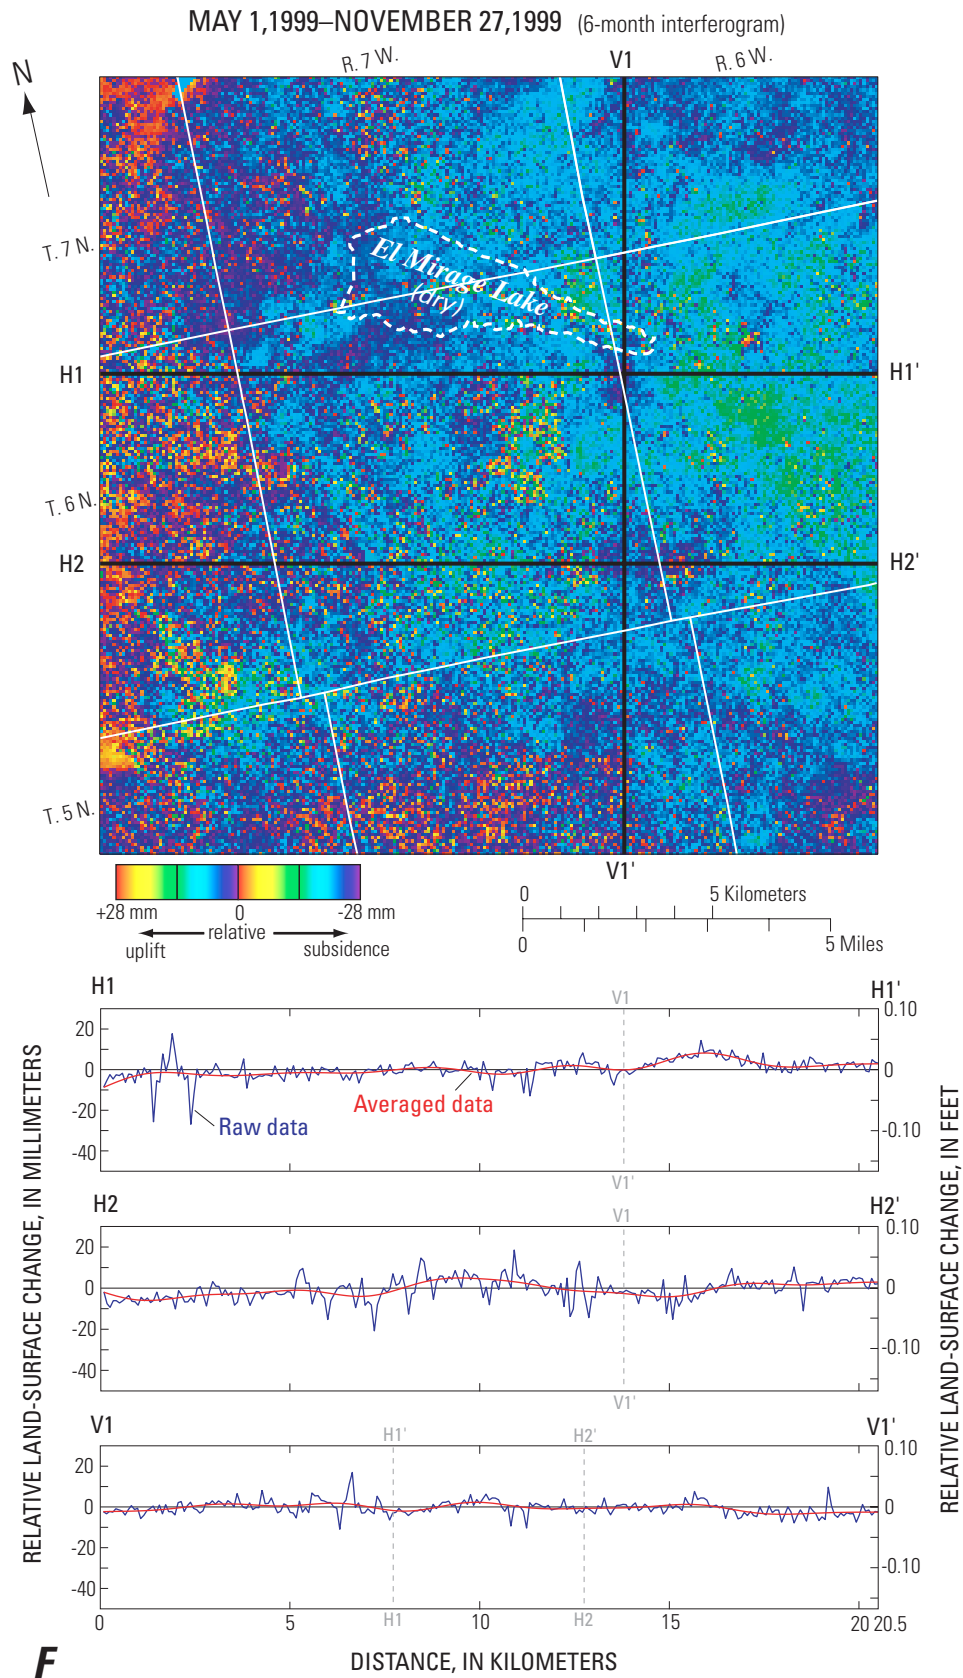 MAY 1,1999–NOVEMBER 27,1999 (6-month interferogram)
R. 7 W.
V1
R. 6 W.
N
T. 7 N.
El Mirage Lake
(dry)
H1
H1'
T. 6 N.
H2
H2'
T. 5 N.
V1'
+28 mm
0
-28 mm
relative
uplift
subsidence
0
5 Kilometers
0
5 Miles
H1
V1
H1'
20
0
-20
-40
0.10
0
-0.10
Averaged data
Raw data
V1'
H2
V1
H2'
20
0
-20
-40
0.10
0
-0.10
V1'
V1
H1'
H2'
V1'
20
0
-20
-40
0.10
0
-0.10
H1
H2
0
5
10
15
20 20.5
RELATIVE LAND-SURFACE CHANGE, IN MILLIMETERS
RELATIVE LAND-SURFACE CHANGE, IN FEET
DISTANCE, IN KILOMETERS
F